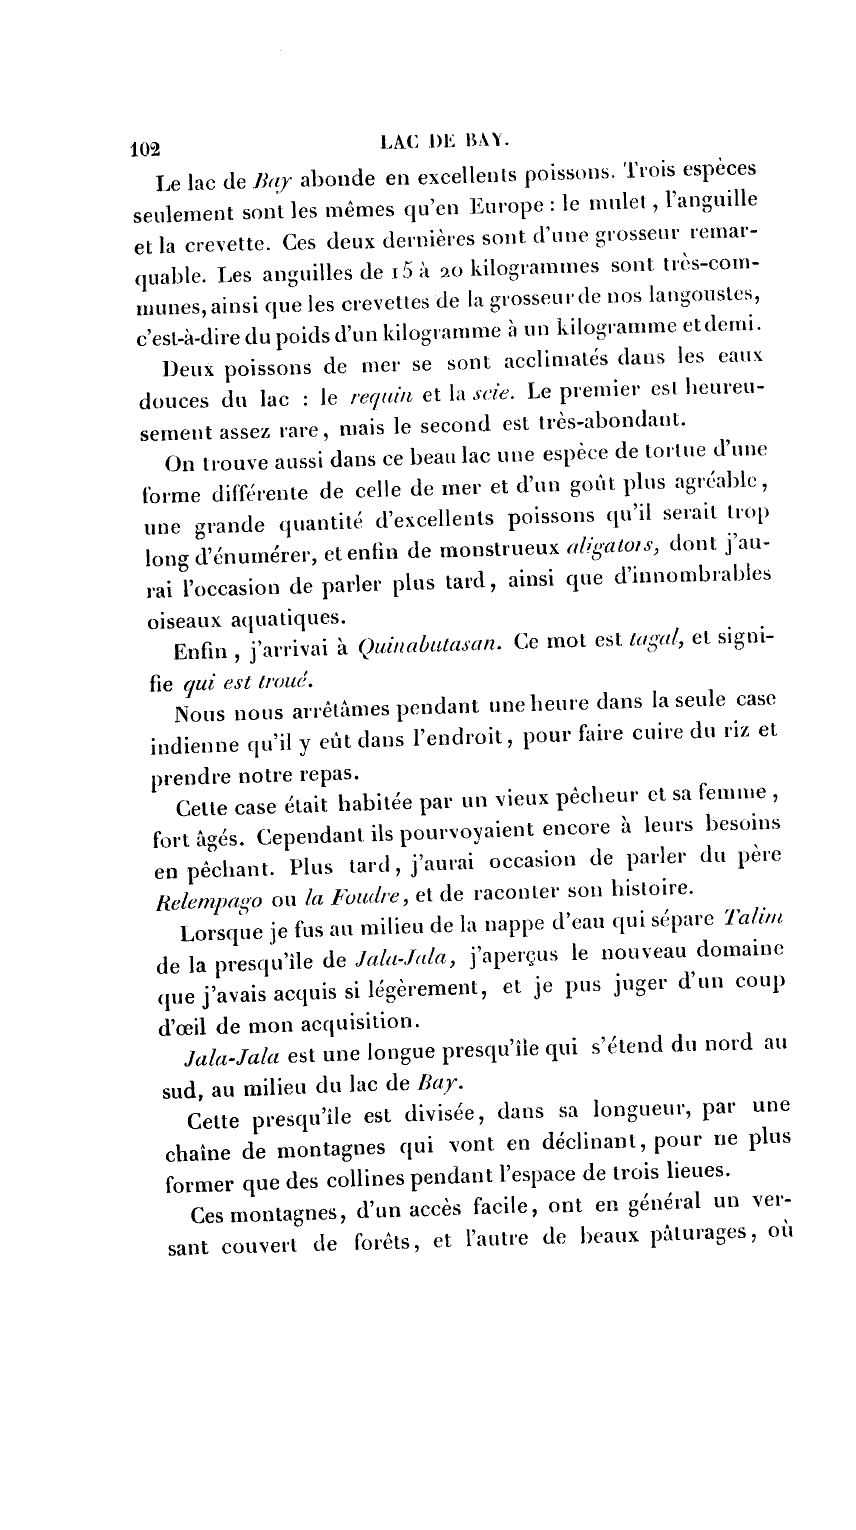 102 LAC DE BAY.
Le lac de Bay abonde en excellents poissons. Trois espèces
seulement sont les mêmes qu'en Europe : le mulet, l'anguille
et la crevette. Ces deux dernières sont d'une grosseur remar-
quable. Les anguilles de 15 à 20 kilogrammes sont très-com-
munes, ainsi que les crevettes de la grosseur de nos langoustes,
c'est-à-dire du poids d'un kilogramme à un kilogramme et demi.
Deux poissons de mer se sont acclimatés dans les eaux
douces du lac : le requin et la scie. Le premier est heureu-
sement assez rare, mais le second est très-abondant.
On trouve aussi dans ce beau lac une espèce de tortue d'une
forme différente de celle de mer et d'un goût plus agréable,
une grande quantité d'excellents poissons qu'il serait trop
long d'énumérer, et enfin de monstrueux aligators, dont j'au-
rai l'occasion de parler plus tard, ainsi que d'innombrables
oiseaux aquatiques.
Enfin, j'arrivai à Quinabutasan. Ce mot est tagal, et signi-
fie qui est troué.
Nous nous arrêtâmes pendant une heure dans la seule case
indienne qu'il y eût dans l'endroit, pour faire cuire du riz et
prendre notre repas.
Cette case était habitée par un vieux pêcheur et sa femme,
fort âgés. Cependant ils pourvoyaient encore à leurs besoins
en pêchant. Plus tard, j'aurai occasion de parler du père
Relempago ou la Foudre, et de raconter son histoire.
Lorsque je fus au milieu de la nappe d'eau qui sépare Talim
de la presqu'île de Jala-Jala, j'aperçus le nouveau domaine
que j'avais acquis si légèrement, et je pus juger d'un coup
d'œil de mon acquisition.
Jala-Jala est une longue presqu'île qui s'étend du nord au
sud, au milieu du lac de Bay.
Cette presqu'île est divisée, dans sa longueur, par une
chaîne de montagnes qui vont en déclinant, pour ne plus
former que des collines pendant l'espace de trois lieues.
Ces montagnes, d'un accès facile, ont en général un ver-
sant couvert de forêts, et l'autre de beaux pâturages, où